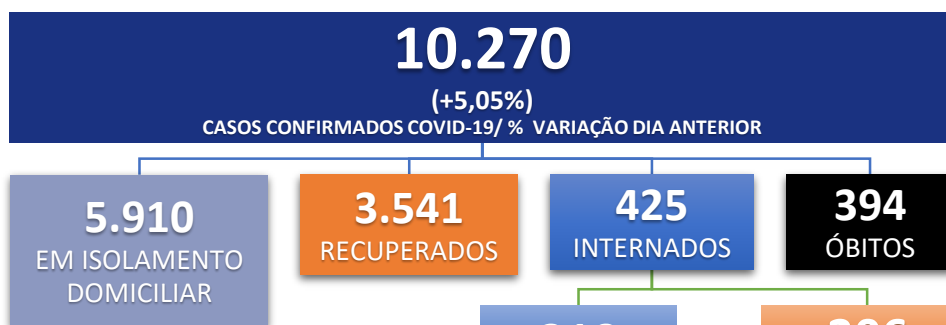 10.270
(+5,05%)
CASOS CONFIRMADOS COVID-19/ % VARIAÇÃO DIA ANTERIOR
5.910
EM ISOLAMENTO
DOMICILIAR
3.541
RECUPERADOS
425
INTERNADOS
394
ÓBITOS